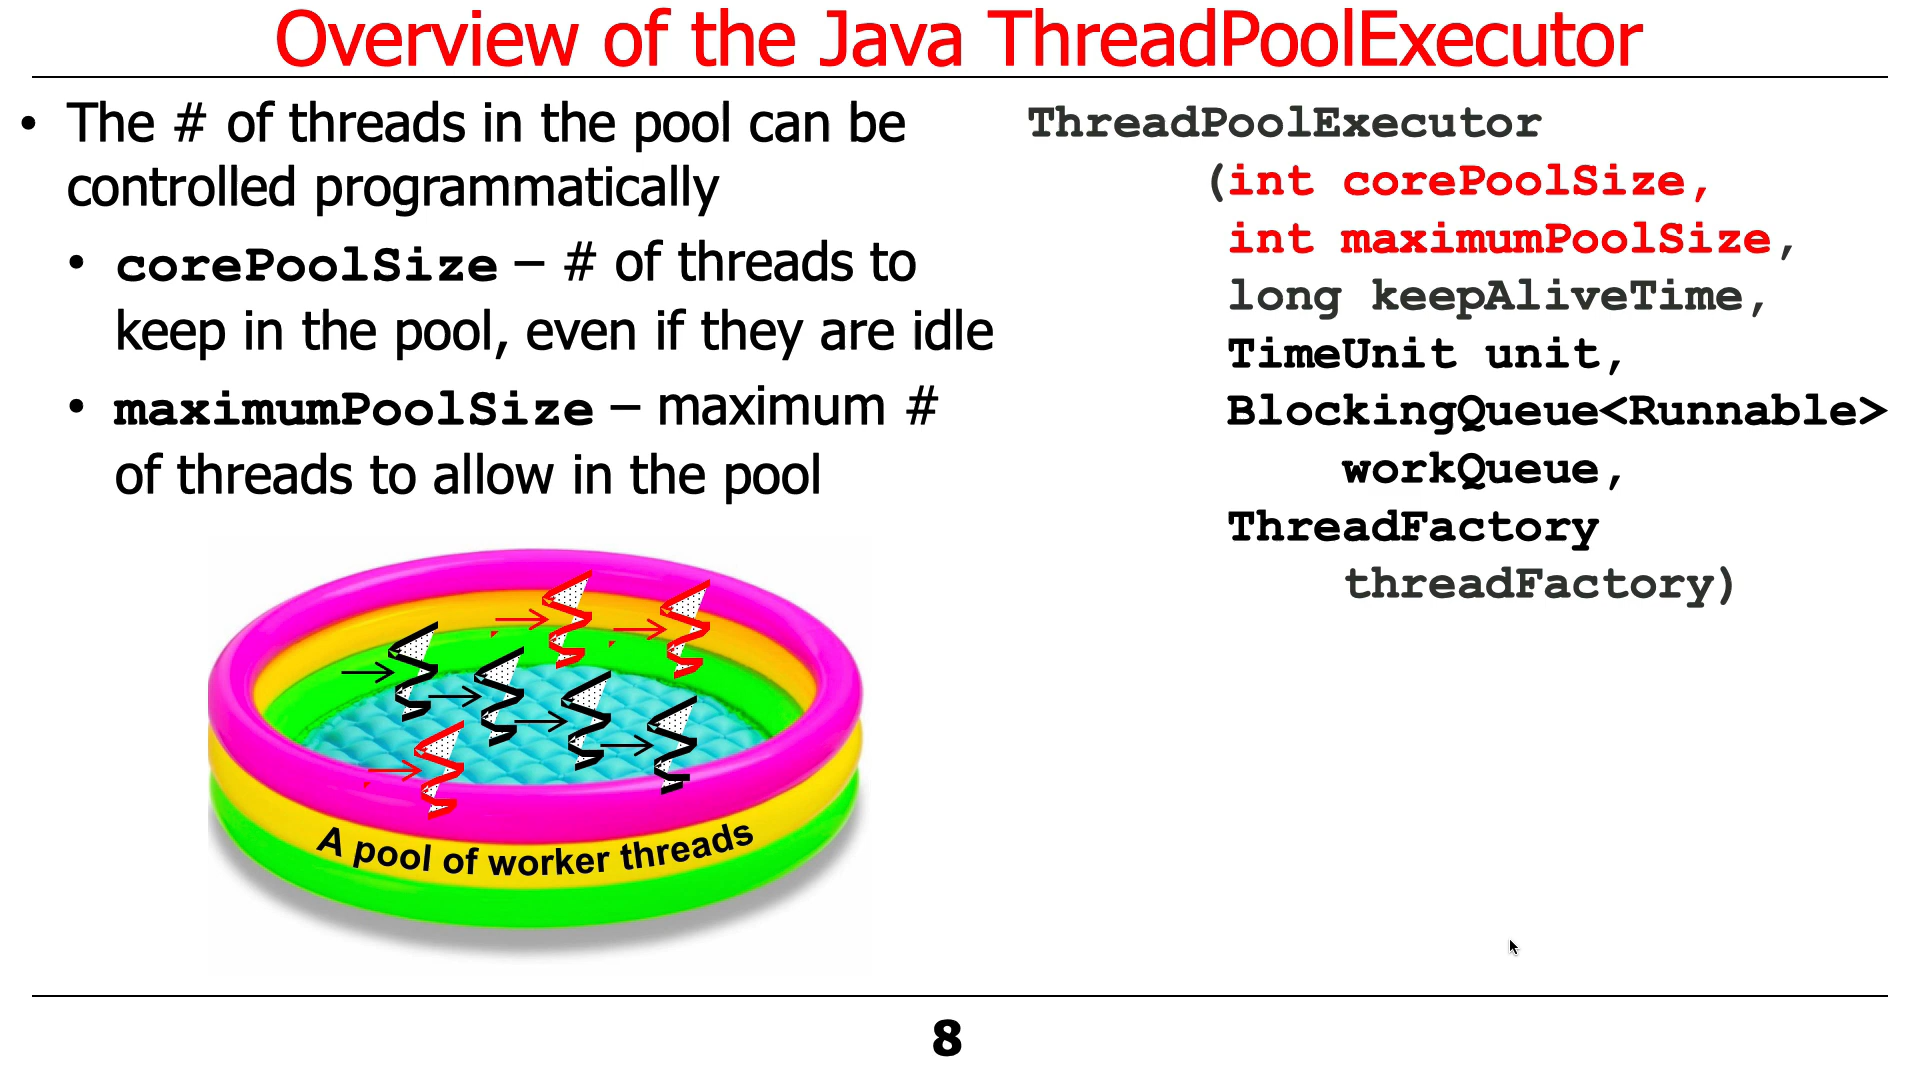 Overview of the Java ThreadPoolExecutor
• The # of threads in the pool can be
controlled programmatically
• corePoolSize – # of threads to
keep in the pool, even if they are idle
• maximumPoolSize – maximum #
of threads to allow in the pool
A pool of worker threads
ThreadPoolExecutor
(int corePoolSize,
int maximumPoolSize,
long keepAliveTime,
TimeUnit unit,
BlockingQueue<Runnable>
workQueue,
ThreadFactory
threadFactory)
8